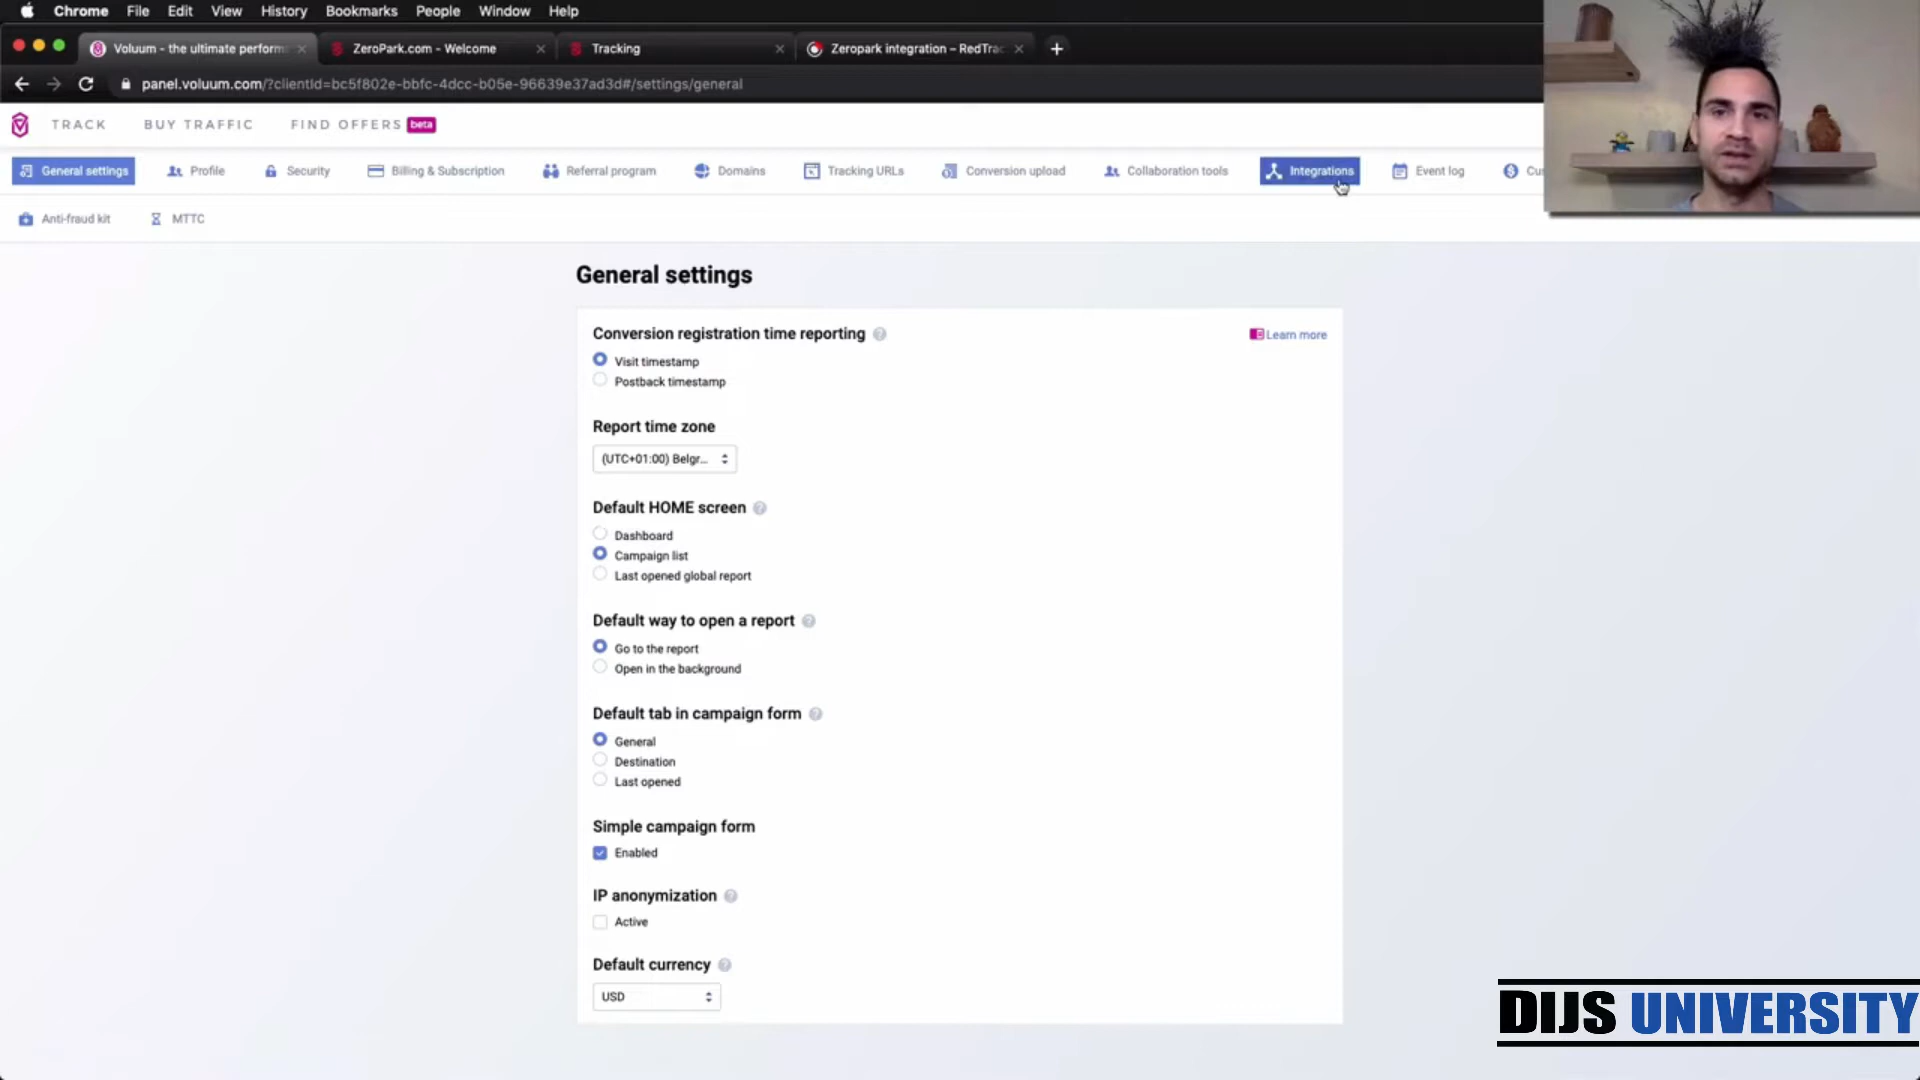 Chrome File Edit View History Bookmarks People Window Help
Voluum - the ultimate perform ZeroPark.com - Welcome Tracking Zeropark integration – RedTra
panel.voluum.com/?clientId=bc5f802e-bbfc-4dcc-b05e-96639e37ad3d#/settings/general
TRACK BUY TRAFFIC FIND OFFERS beta
General settings Profile Security Billing & Subscription Referral program Domains Tracking URLs Conversion upload Collaboration tools Integrations Event log Cus
Anti-fraud kit MTTC
General settings
Conversion registration time reporting ? Learn more
Visit timestamp
Postback timestamp
Report time zone
(UTC+01:00) Belgr...
Default HOME screen ?
Dashboard
Campaign list
Last opened global report
Default way to open a report ?
Go to the report
Open in the background
Default tab in campaign form ?
General
Destination
Last opened
Simple campaign form
Enabled
IP anonymization ?
Active
Default currency ?
USD
DIJS UNIVERSITY